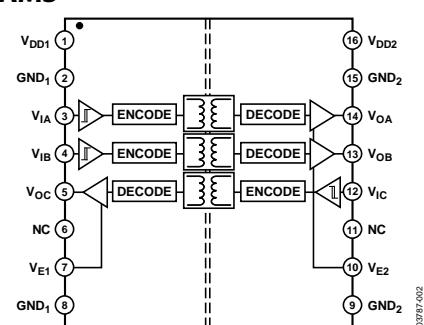 VDD1 1 16 VDD2
GND1 2 15 GND2
VIA 3 ENCODE DECODE 14 VOA
VIB 4 ENCODE DECODE 13 VOB
VOC 5 DECODE ENCODE 12 VIC
NC 6 11 NC
VE1 7 10 VE2
GND1 8 9 GND2
03787-002